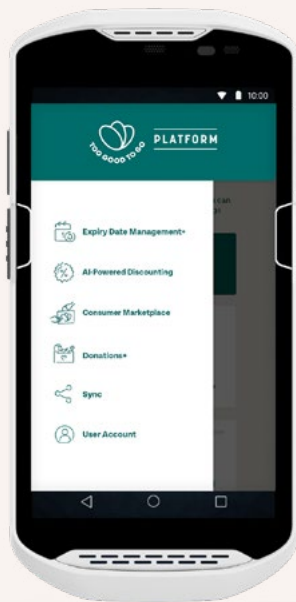 10:00
TOO GOOD TO GO
PLATFORM
Expiry Date Management+
AI-Powered Discounting
Consumer Marketplace
Donations+
Sync
User Account
can